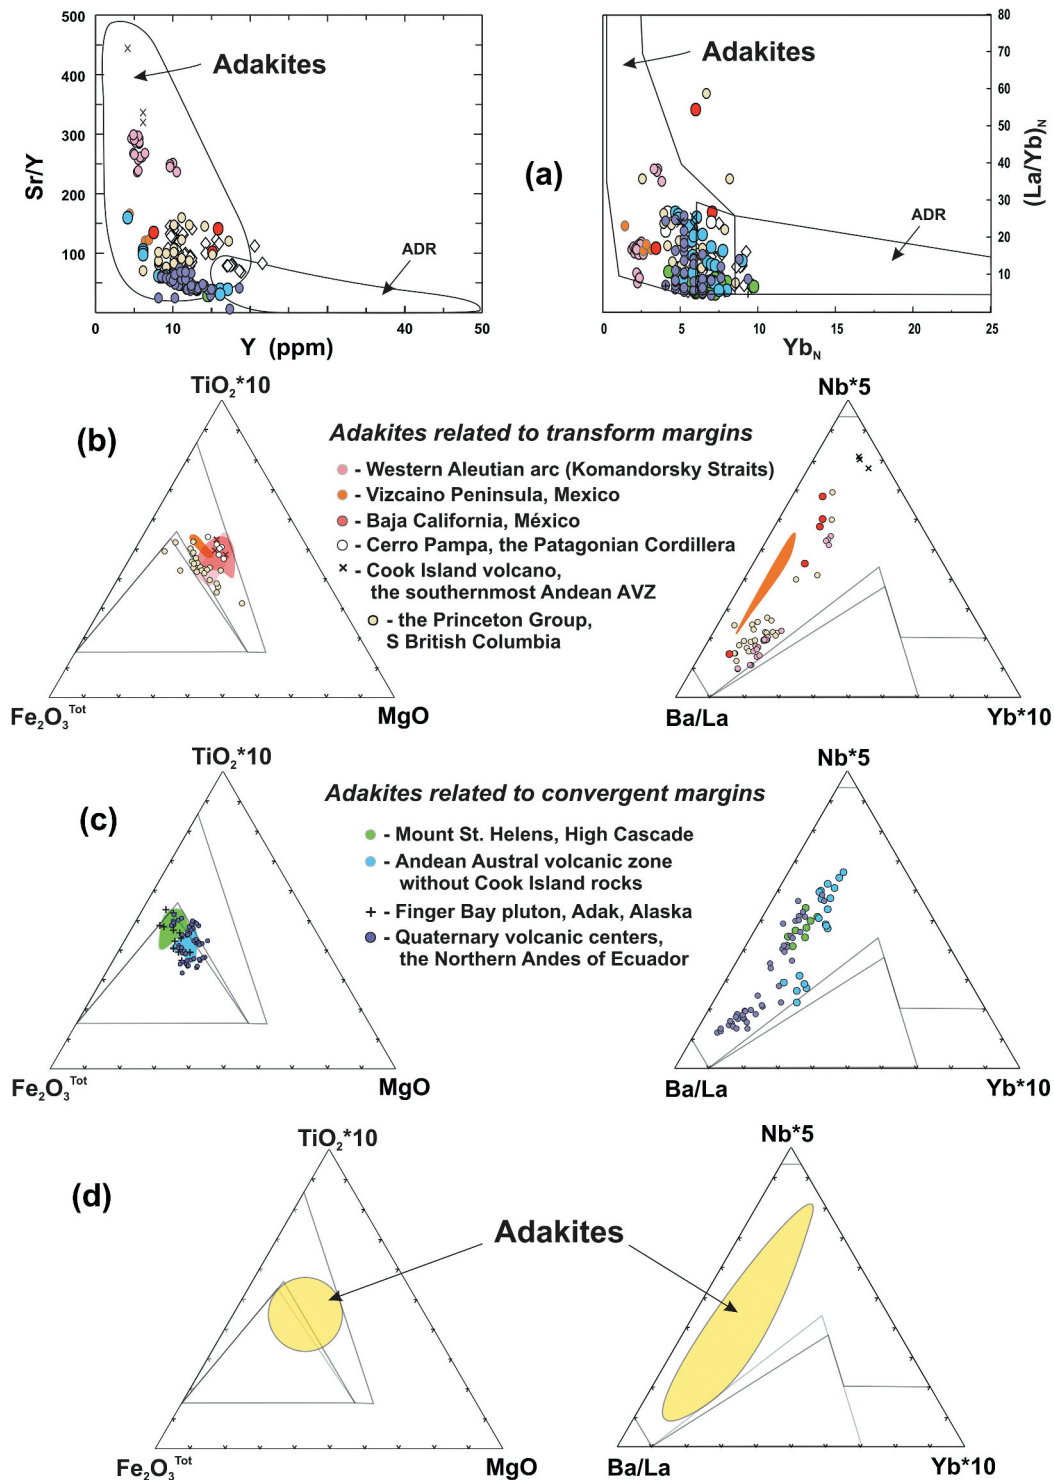 500
400
300
200
100
Sr/Y
Adakites
ADR
0
10
40
50
Y (ppm)
(a)
80
70
60
50
40
30
20
10
(La/Yb)N
Adakites
ADR
0
5
10
20
25
YbN
(b)
TiO2*10
Fe2O3Tot
MgO
Adakites related to transform margins
- Western Aleutian arc (Komandorsky Straits)
- Vizcaino Peninsula, Mexico
- Baja California, México
- Cerro Pampa, the Patagonian Cordillera
- Cook Island volcano,
the southernmost Andean AVZ
- the Princeton Group,
S British Columbia
Nb*5
Ba/La
Yb*10
(c)
TiO2*10
Fe2O3Tot
MgO
Adakites related to convergent margins
- Mount St. Helens, High Cascade
- Andean Austral volcanic zone
without Cook Island rocks
- Finger Bay pluton, Adak, Alaska
- Quaternary volcanic centers,
the Northern Andes of Ecuador
Nb*5
Ba/La
Yb*10
(d)
TiO2*10
Fe2O3Tot
MgO
Adakites
Nb*5
Ba/La
Yb*10